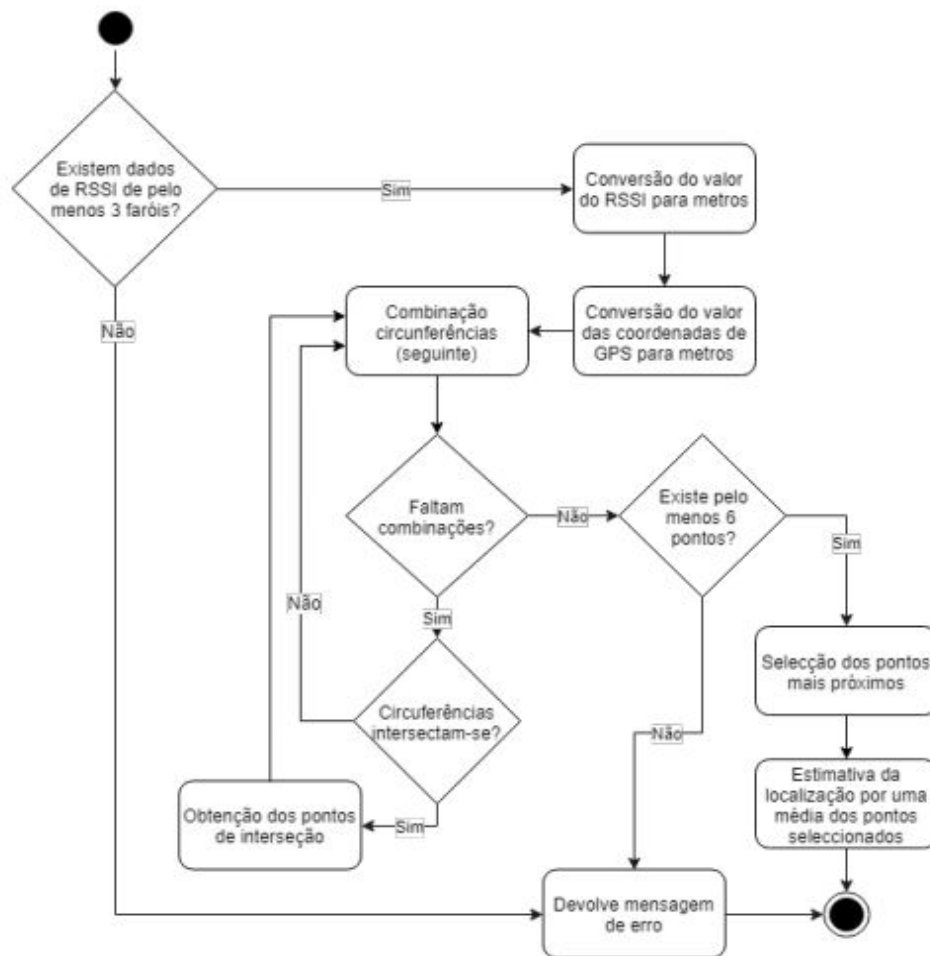 Existem dados
de RSSI de pelo
menos 3 faróis?
Sim
Conversão do valor
do RSSI para metros
Não
Combinação
circunferências
(seguinte)
Conversão do valor
das coordenadas de
GPS para metros
Faltam
combinações?
Não
Existe pelo
menos 6
pontos?
Sim
Não
Sim
Selecção dos pontos
mais próximos
Circuferências
intersectam-se?
Não
Estimativa da
localização por uma
média dos pontos
seleccionados
Obtenção dos pontos
de interseção
Sim
Devolve mensagem
de erro